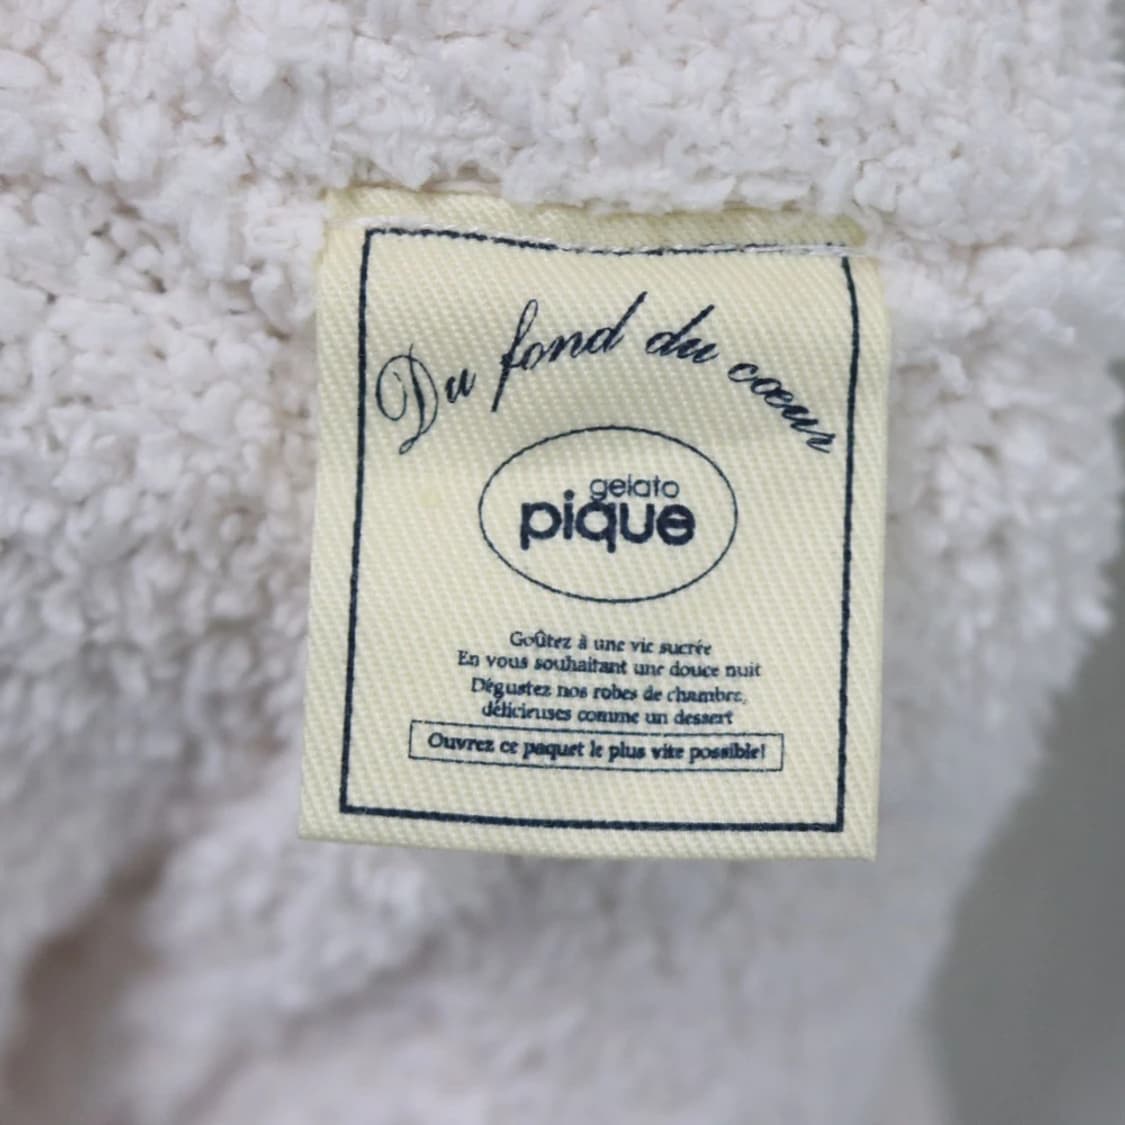 Du fond du cœur
gelato
pique
Goûtez à une vie sucrée
En vous souhaitant une douce nuit
Dégustez nos robes de chambre,
délicieuses comme un dessert
Ouvrez ce paquet le plus vite possible!